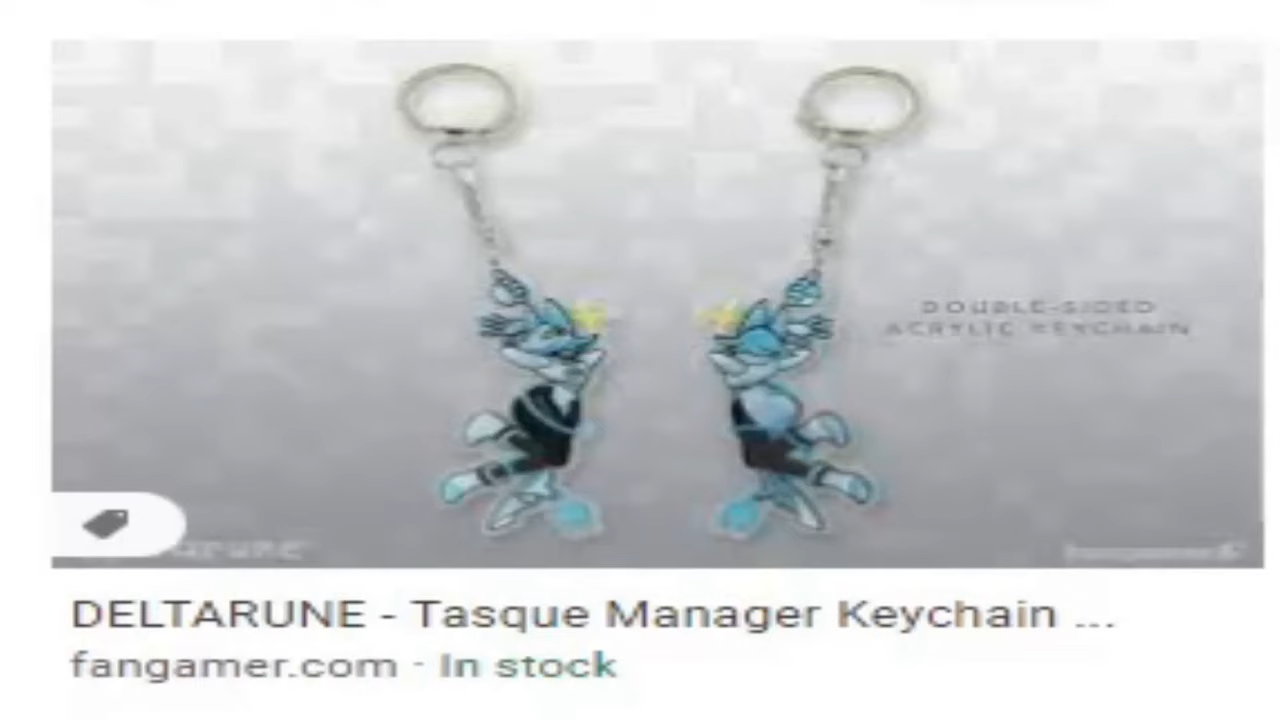 DOUBLE-SIDED
ACRYLIC KEYCHAIN
DELTARUNE - Tasque Manager Keychain ...
fangamer.com · In stock